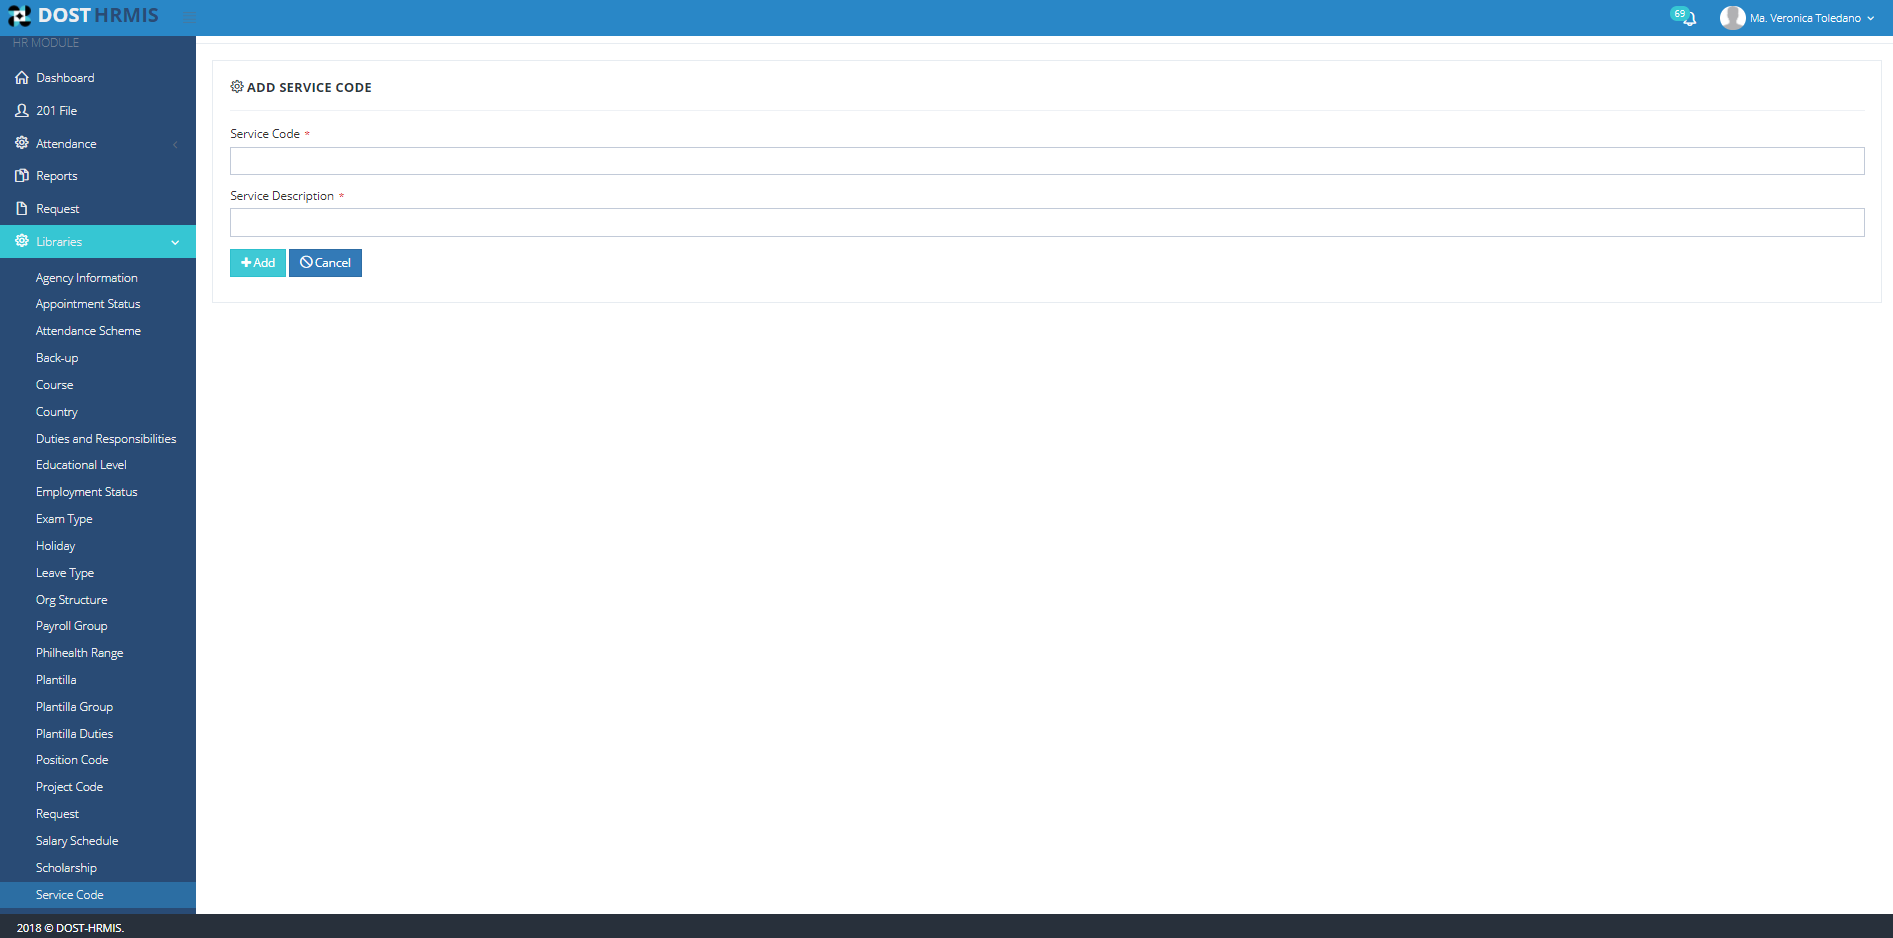 DOST HRMIS
69
Ma. Veronica Toledano
HR MODULE
Dashboard
201 File
Attendance
Reports
Request
Libraries
Agency Information
Appointment Status
Attendance Scheme
Back-up
Course
Country
Duties and Responsibilities
Educational Level
Employment Status
Exam Type
Holiday
Leave Type
Org Structure
Payroll Group
Philhealth Range
Plantilla
Plantilla Group
Plantilla Duties
Position Code
Project Code
Request
Salary Schedule
Scholarship
Service Code
ADD SERVICE CODE
Service Code *
Service Description *
Add
Cancel
2018 © DOST-HRMIS.